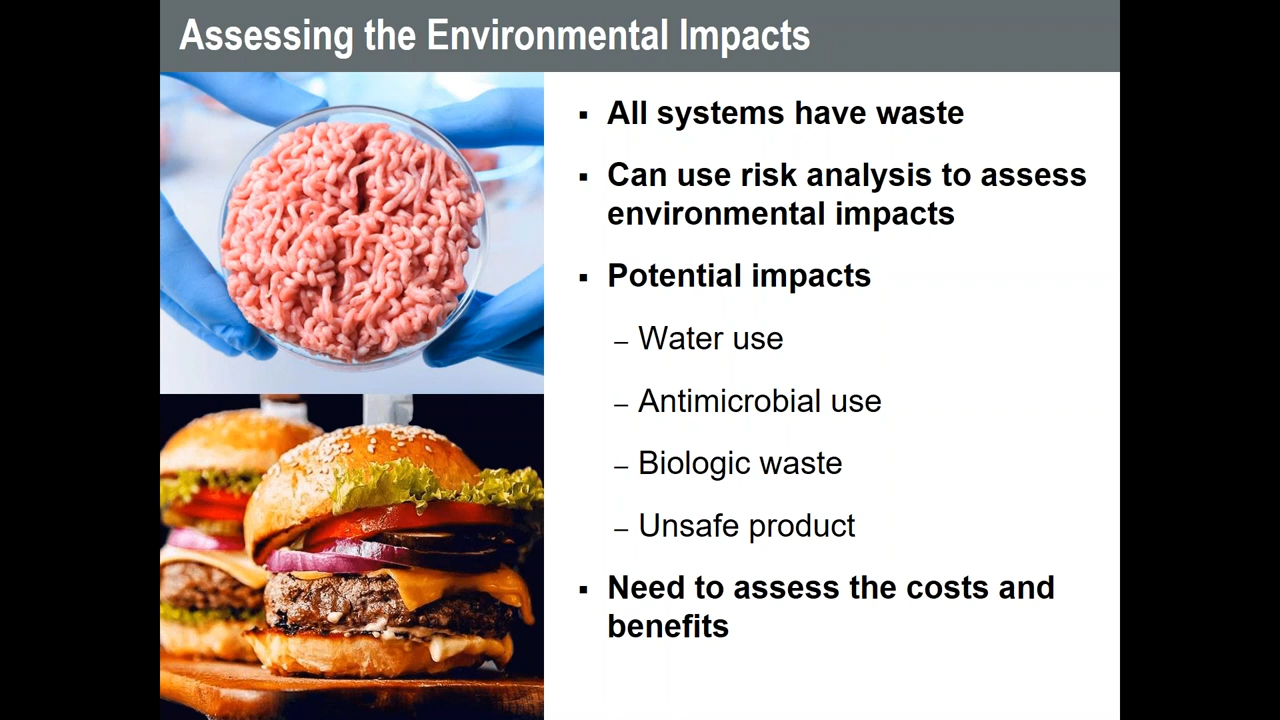 Assessing the Environmental Impacts
▪ All systems have waste
▪ Can use risk analysis to assess
environmental impacts
▪ Potential impacts
– Water use
– Antimicrobial use
– Biologic waste
– Unsafe product
▪ Need to assess the costs and
benefits